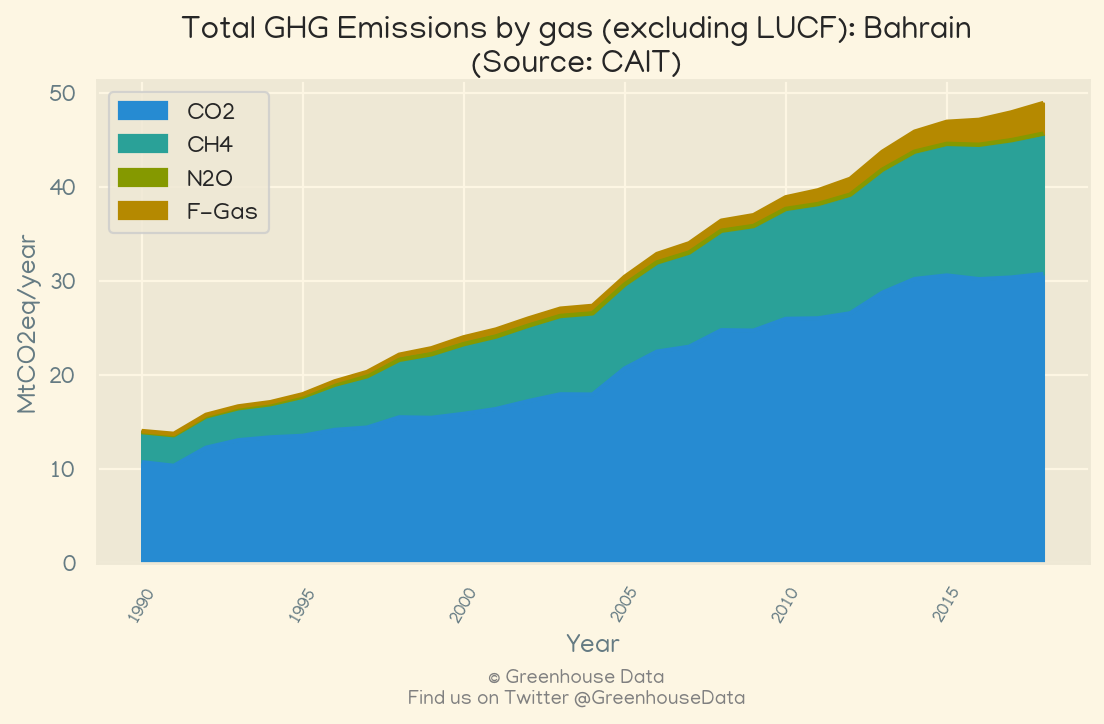 Total GHG Emissions by gas (excluding LUCF): Bahrain
(Source: CAIT)
CO2
CH4
N2O
F-Gas
MtCO2eq/year
50
40
30
20
10
0
1990
1995
2000
2005
2010
2015
Year
© Greenhouse Data
Find us on Twitter @GreenhouseData